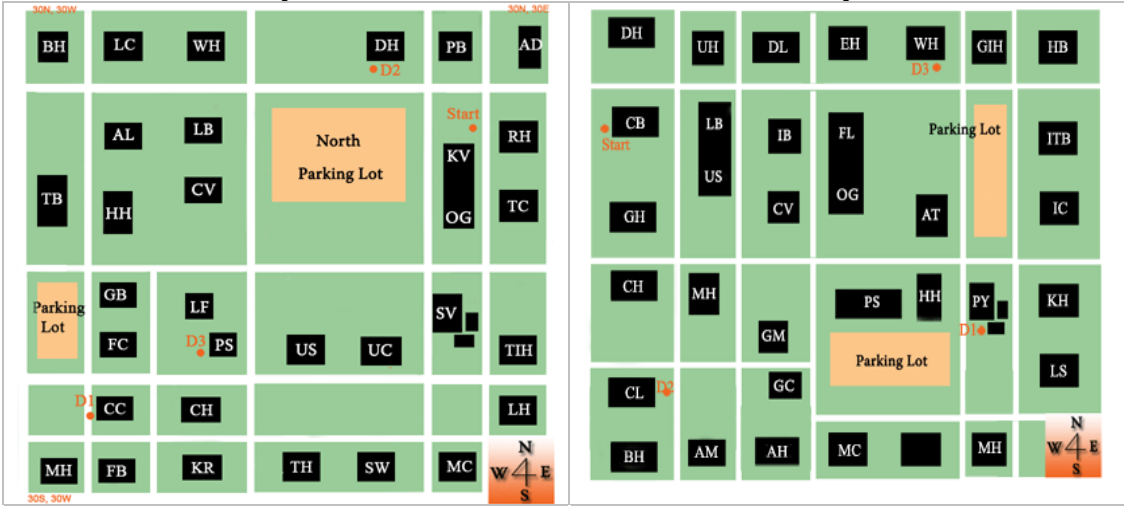 30N, 30W
30N, 30E
BH
LC
WH
DH
PB
AD
D2
Start
AL
LB
North
Parking Lot
KV
RH
TB
HH
CV
OG
TC
GB
LF
Parking
Lot
SV
FC
D3
PS
US
UC
TIH
D1
CC
CH
LH
MH
FB
KR
TH
SW
MC
N
W
E
S
30S, 30W
DH
UH
DL
EH
WH
GIH
HB
D3
CB
Start
LB
IB
FL
Parking Lot
ITB
US
GH
CV
OG
AT
IC
CH
MH
PS
HH
PY
KH
GM
D1
Parking Lot
LS
CL
D2
GC
BH
AM
AH
MC
MH
N
W
E
S